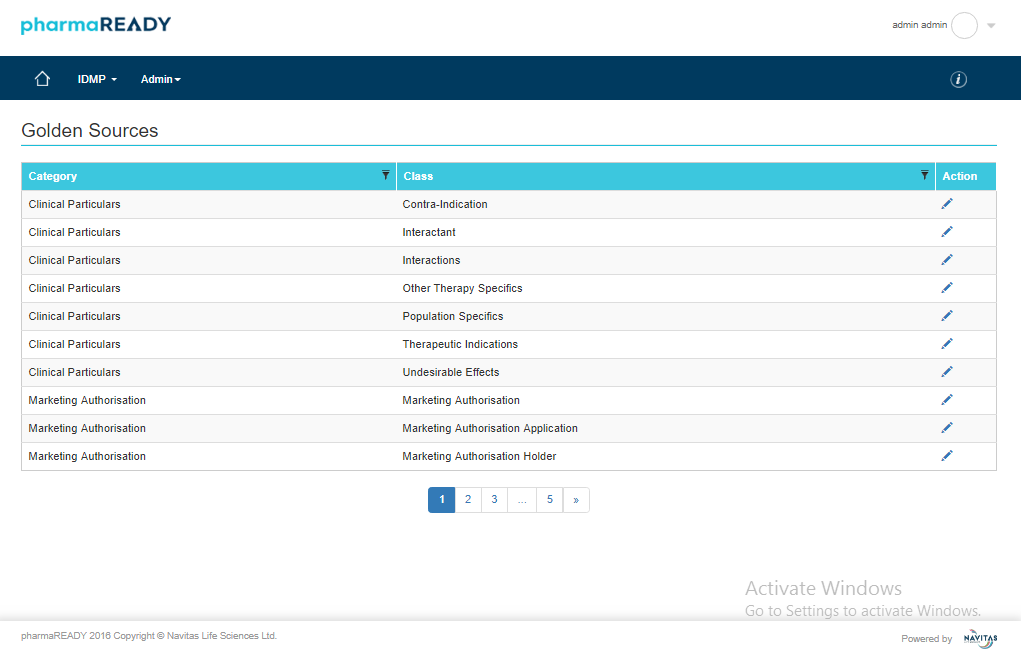 pharmaREADY
admin admin
IDMP Admin
i
Golden Sources
Category Class Action
Clinical Particulars Contra-Indication
Clinical Particulars Interactant
Clinical Particulars Interactions
Clinical Particulars Other Therapy Specifics
Clinical Particulars Population Specifics
Clinical Particulars Therapeutic Indications
Clinical Particulars Undesirable Effects
Marketing Authorisation Marketing Authorisation
Marketing Authorisation Marketing Authorisation Application
Marketing Authorisation Marketing Authorisation Holder
1 2 3 ... 5 »
Activate Windows
Go to Settings to activate Windows.
pharmaREADY 2016 Copyright © Navitas Life Sciences Ltd.
Powered by NAVITAS